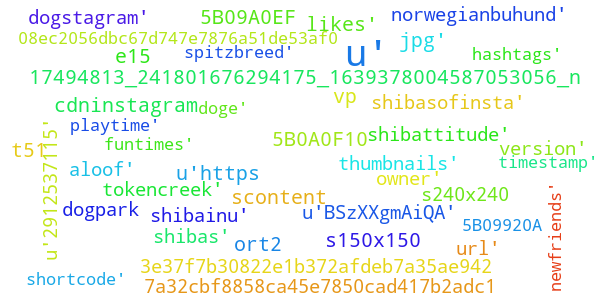 dogstagram' 5B09A0EF likes' norwegianbuhund'
08ec2056dbc67d747e7876a51de53af0 u' jpg'
e15 spitzbreed' hashtags'
17494813_241801676294175_1639378004587053056_n
cdninstagram doge' vp shibasofinsta'
playtime' 5B0A0F10 shibattitude'
t51 u'2912537115' funtimes' version'
aloof' u'https thumbnails' timestamp'
tokencreek' scontent owner' s240x240
dogpark shibainu' u'BSzXXgmAiQA' 5B09920A newfriends'
shibas' ort2 s150x150 url'
3e37f7b30822e1b372afdeb7a35ae942
shortcode' 7a32cbf8858ca45e7850cad417b2adc1